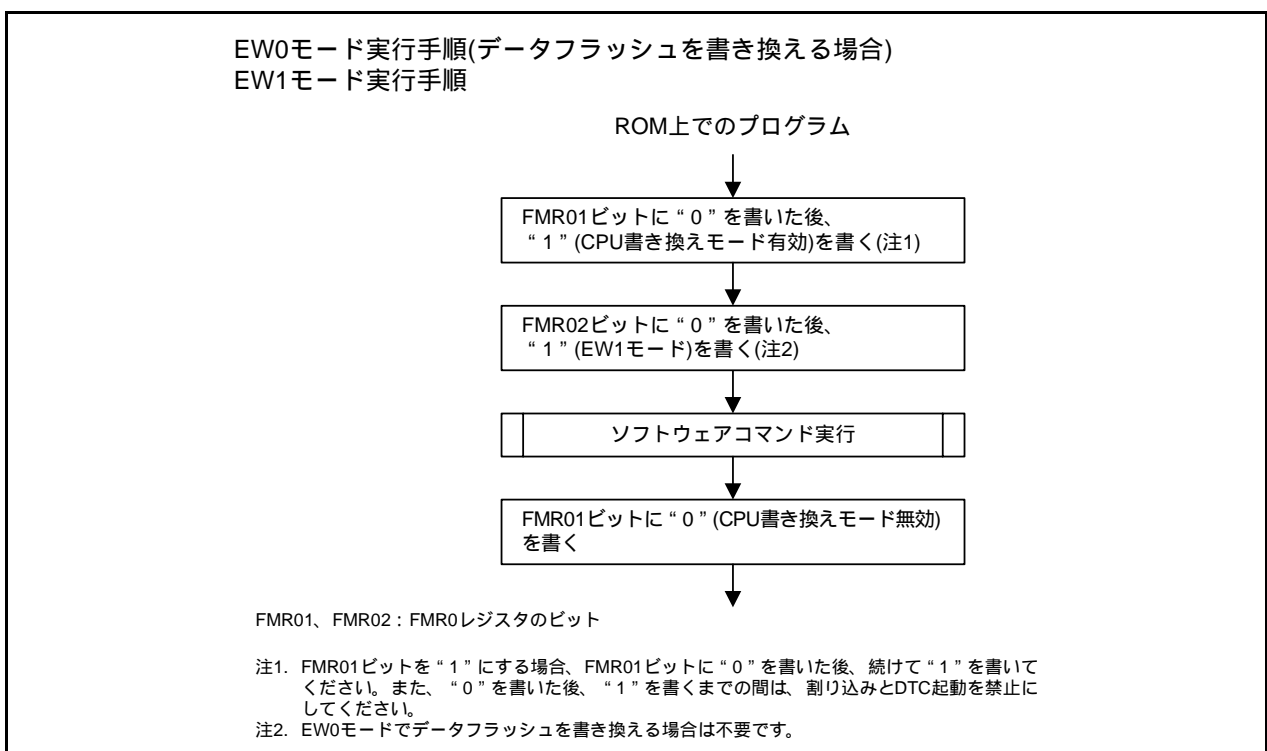 EW0モード実行手順(データフラッシュを書き換える場合)
EW1モード実行手順
ROM上でのプログラム
FMR01ビットに“0”を書いた後、
“1”(CPU書き換えモード有効)を書く(注1)
FMR02ビットに“0”を書いた後、
“1”(EW1モード)を書く(注2)
ソフトウェアコマンド実行
FMR01ビットに“0”(CPU書き換えモード無効)
を書く
FMR01、FMR02：FMR0レジスタのビット
注1. FMR01ビットを“1”にする場合、FMR01ビットに“0”を書いた後、続けて“1”を書いて
ください。また、“0”を書いた後、“1”を書くまでの間は、割り込みとDTC起動を禁止に
してください。
注2. EW0モードでデータフラッシュを書き換える場合は不要です。